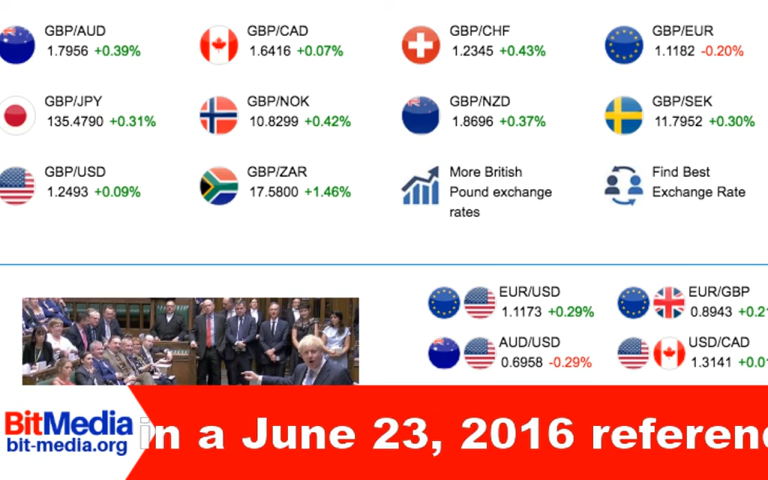 GBP/AUD
1.7956 +0.39%
GBP/CAD
1.6416 +0.07%
GBP/CHF
1.2345 +0.43%
GBP/EUR
1.1182 -0.20%
GBP/JPY
135.4790 +0.31%
GBP/NOK
10.8299 +0.42%
GBP/NZD
1.8696 +0.37%
GBP/SEK
11.7952 +0.30%
GBP/USD
1.2493 +0.09%
GBP/ZAR
17.5800 +1.46%
More British
Pound exchange
rates
Find Best
Exchange Rate
EUR/USD
1.1173 +0.29%
EUR/GBP
0.8943 +0.2
AUD/USD
0.6958 -0.29%
USD/CAD
1.3141 +0.0
BitMedia
bit-media.org
in a June 23, 2016 referen